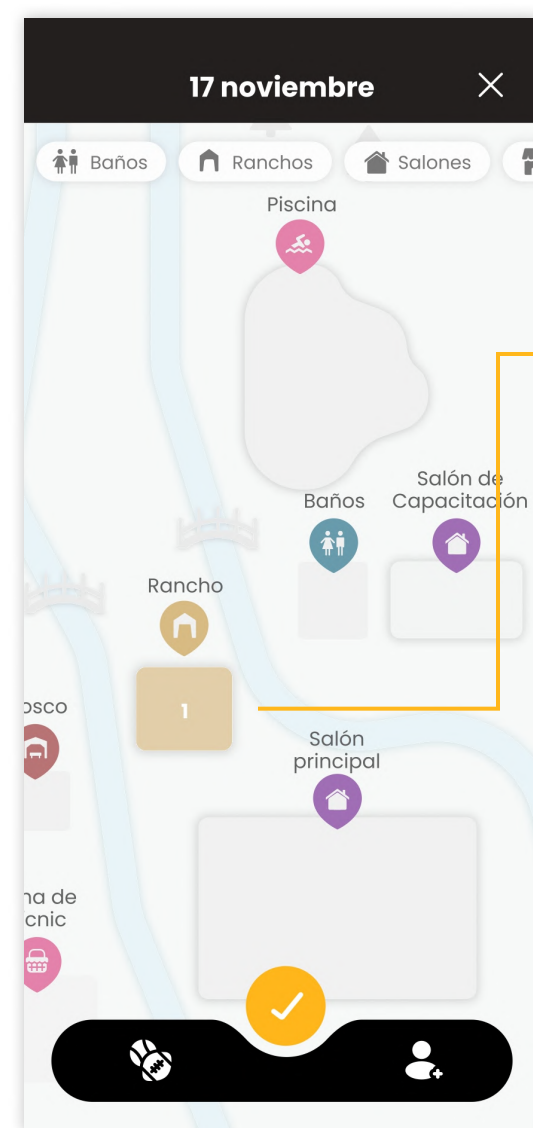 17 noviembre
Baños
Ranchos
Salones
Piscina
Salón de
Capacitación
Baños
Rancho
1
osco
Salón
principal
na de
cnic